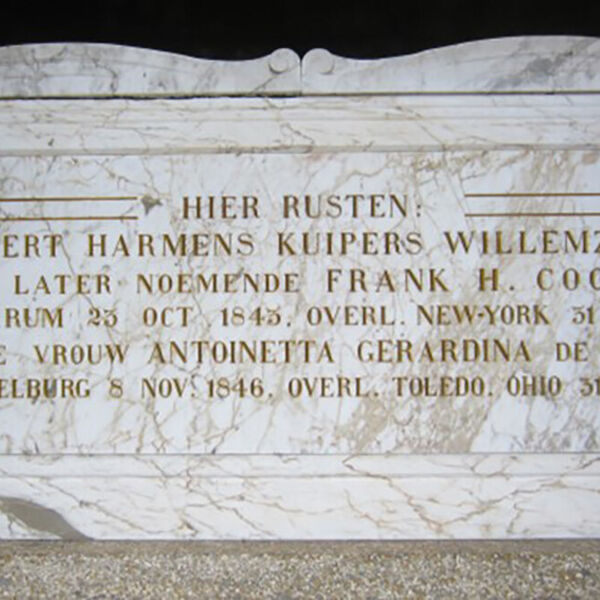 HIER RUSTEN:
ERT HARMENS KUIPERS WILLEMZ
LATER NOEMENDE FRANK H. COO
RUM 23 OCT 1843. OVERL. NEW-YORK 31
E VROUW ANTOINETTA GERARDINA DE
ELBURG 8 NOV. 1846. OVERL. TOLEDO. OHIO 31